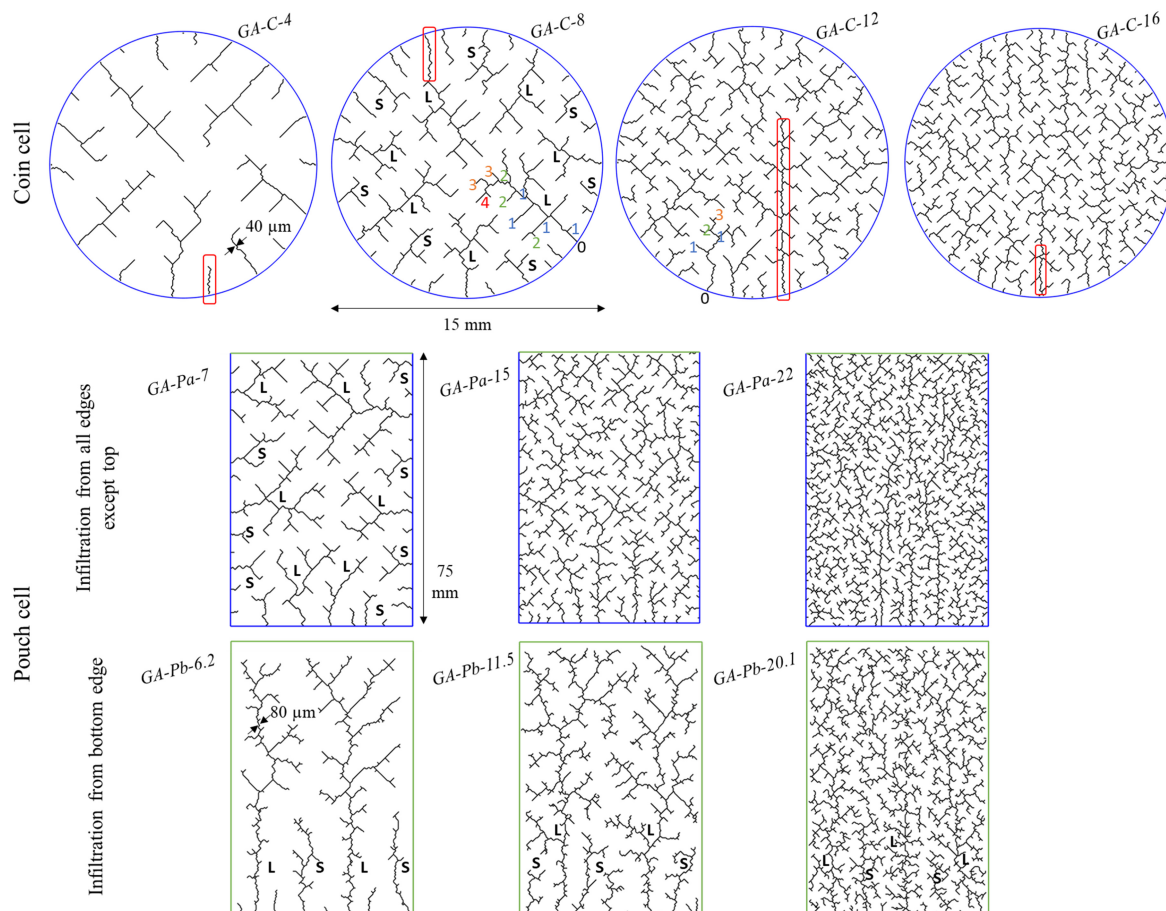 GA-C-4
GA-C-8
GA-C-12
GA-C-16
Coin cell
40 µm
S
L
L
S
S
L
L
S
S
L
L
S
L
S
3
3
2
1
4
2
1
1
1
2
0
3
2
1
1
0
15 mm
Pouch cell
Infiltration from all edges
except top
GA-Pa-7
L
L
S
S
S
L
L
S
S
L
L
S
S
75
mm
GA-Pa-15
GA-Pa-22
Infiltration from bottom edge
GA-Pb-6.2
80 µm
L
S
L
S
GA-Pb-11.5
L
L
S
S
S
GA-Pb-20.1
L
L
L
S
S